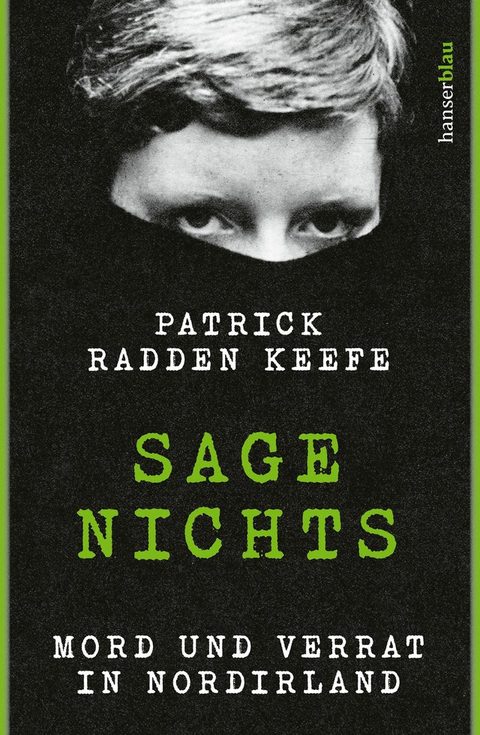 hanserblau
PATRICK
RADDEN KEEFE
SAGE
NICHTS
MORD UND VERRAT
IN NORDIRLAND